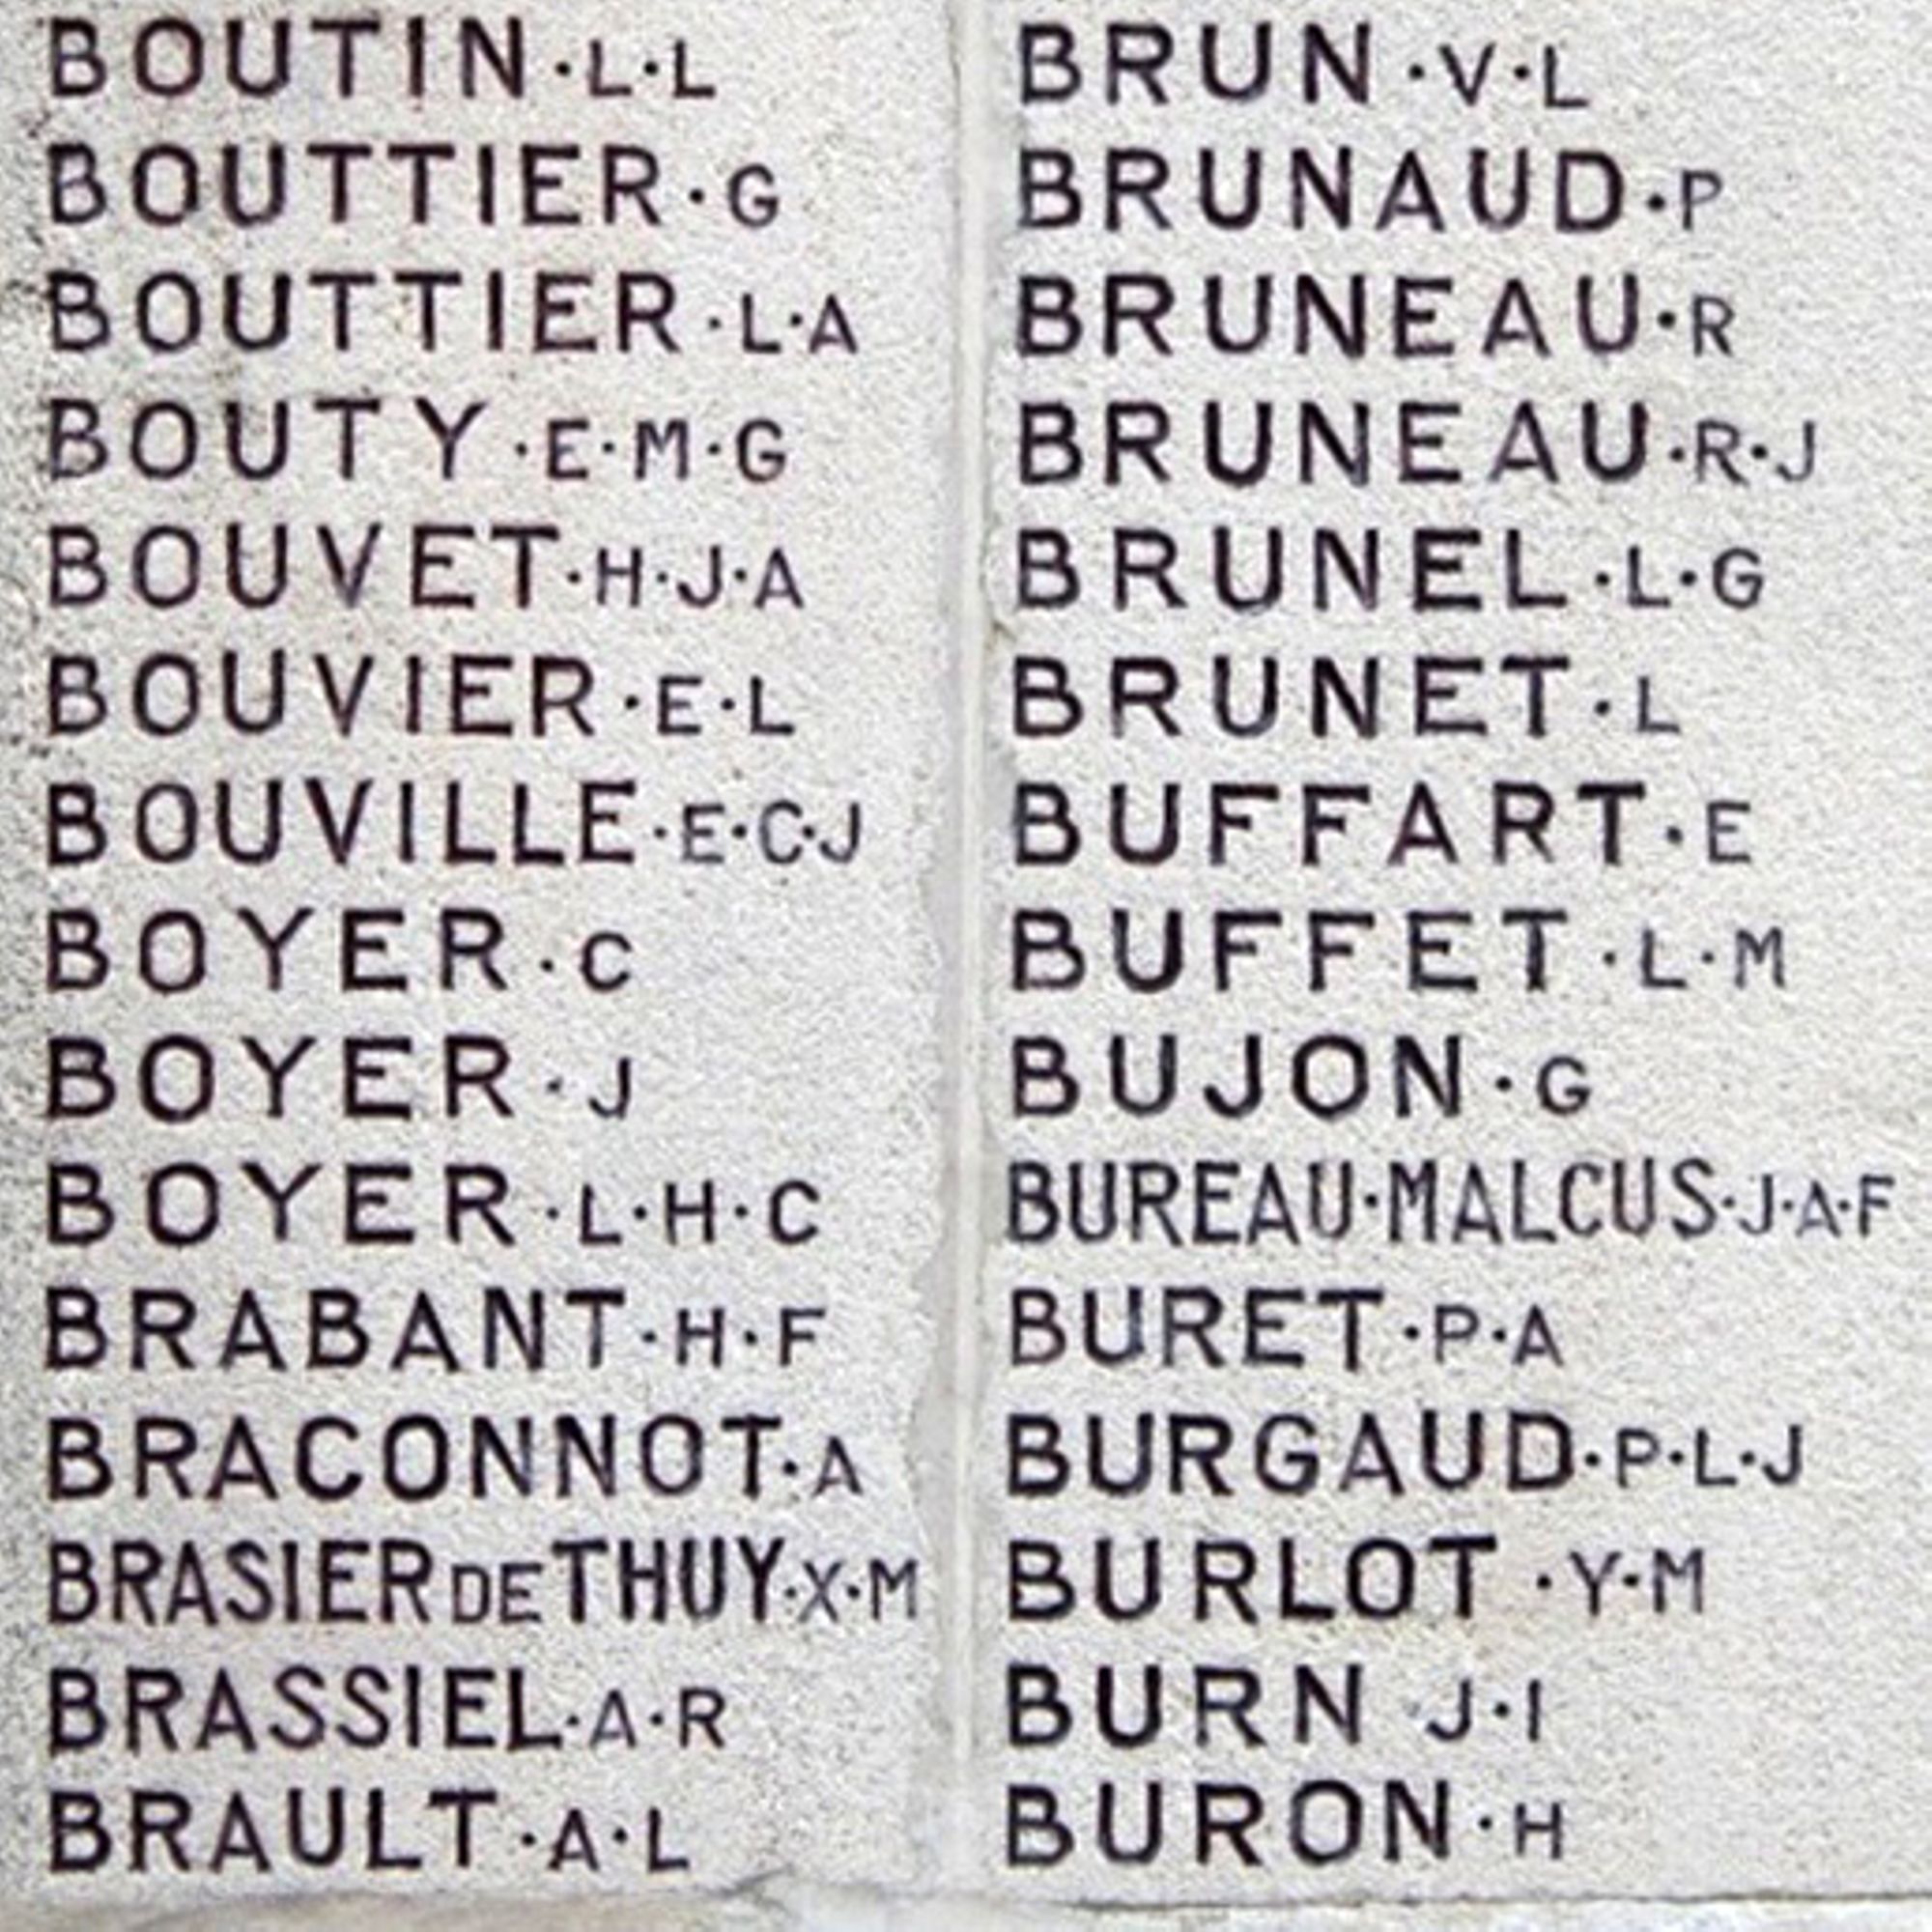 BOUTIN·L·L
BOUTTIER·G
BOUTTIER·L·A
BOUTY·E·M·G
BOUVET·H·J·A
BOUVIER·E·L
BOUVILLE·E·C·J
BOYER·C
BOYER·J
BOYER·L·H·C
BRABANT·H·F
BRACONNOT·A
BRASIER DE THUY·X·M
BRASSIEL·A·R
BRAULT·A·L
BRUN·V·L
BRUNAUD·P
BRUNEAU·R
BRUNEAU·R·J
BRUNEL·L·G
BRUNET·L
BUFFART·E
BUFFET·L·M
BUJON·G
BUREAU·MALCUS·J·A·F
BURET·P·A
BURGAUD·P·L·J
BURLOT·Y·M
BURN J·I
BURON·H